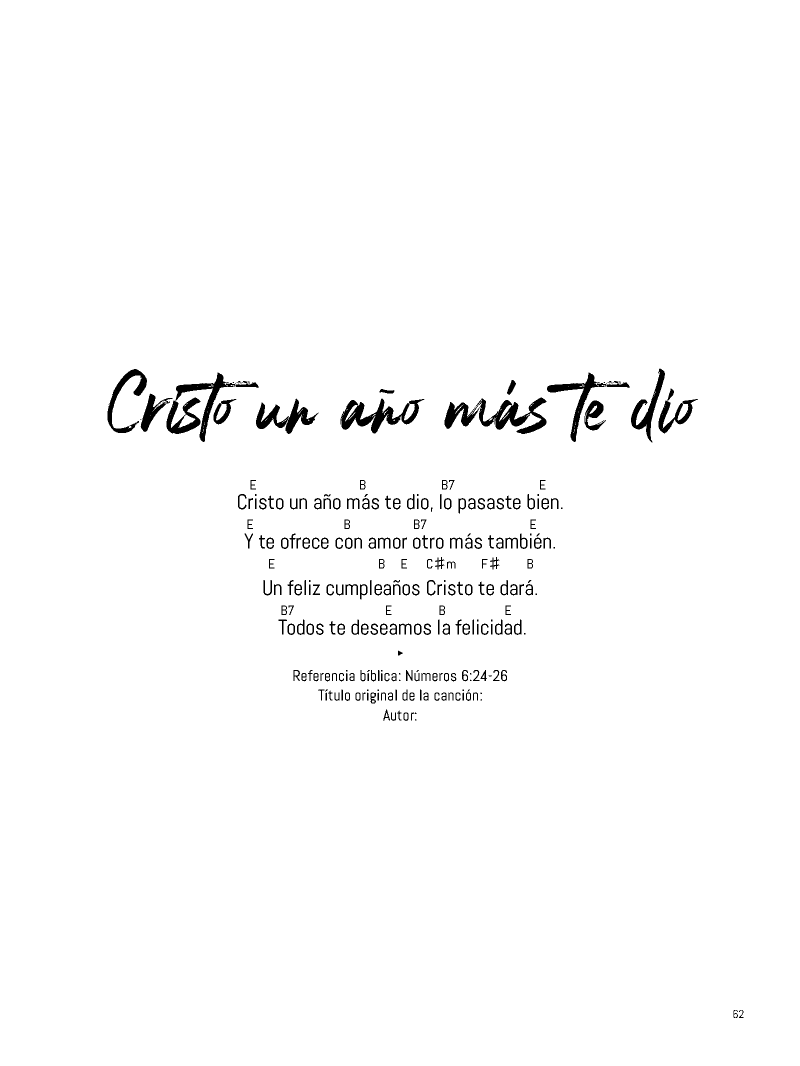 Cristo un año más te dio
E B B7 E
Cristo un año más te dio, lo pasaste bien.
E B B7 E
Y te ofrece con amor otro más también.
E B E C♯m F♯ B
Un feliz cumpleaños Cristo te dará.
B7 E B E
Todos te deseamos la felicidad.
▸
Referencia bíblica: Números 6:24-26
Título original de la canción:
Autor:
62